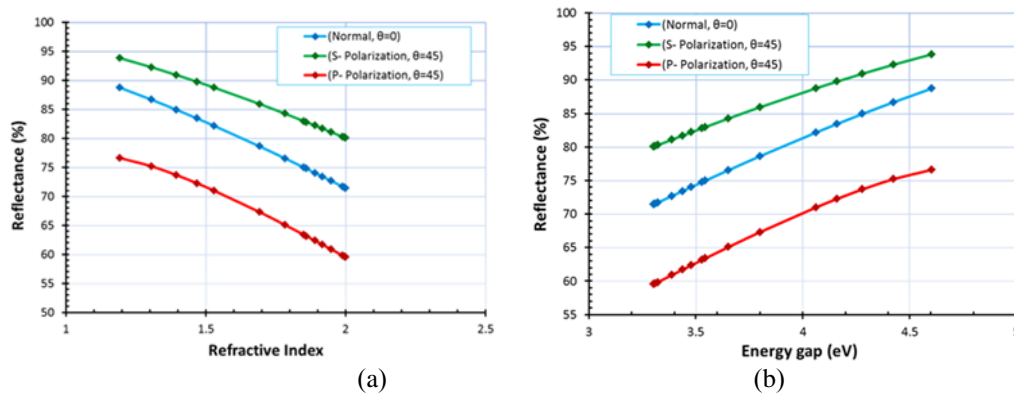 100
95
90
85
80
75
70
65
60
55
50
Reflectance (%)
(Normal, θ=0)
(S- Polarization, θ=45)
(P- Polarization, θ=45)
1 1.5 2 2.5
Refractive Index
(a)
100
95
90
85
80
75
70
65
60
55
Reflectance (%)
(Normal, θ=0)
(S- Polarization, θ=45)
(P- Polarization, θ=45)
3 3.5 4 4.5
Energy gap (eV)
(b)